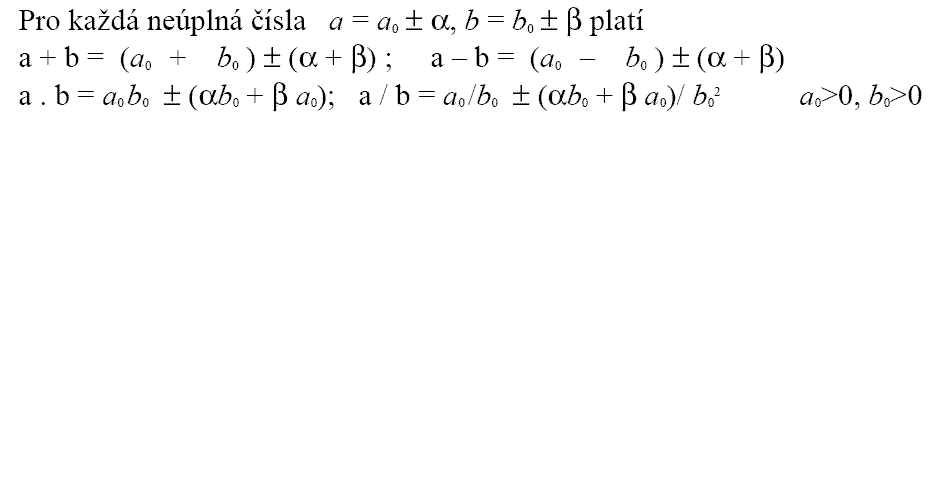 Pro každá neúplná čísla a = a₀ ± α, b = b₀ ± β platí
a + b = (a₀ + b₀ ) ± (α + β) ; a – b = (a₀ – b₀ ) ± (α + β)
a . b = a₀b₀ ± (αb₀ + β a₀); a / b = a₀/b₀ ± (αb₀ + β a₀)/ b₀² a₀>0, b₀>0